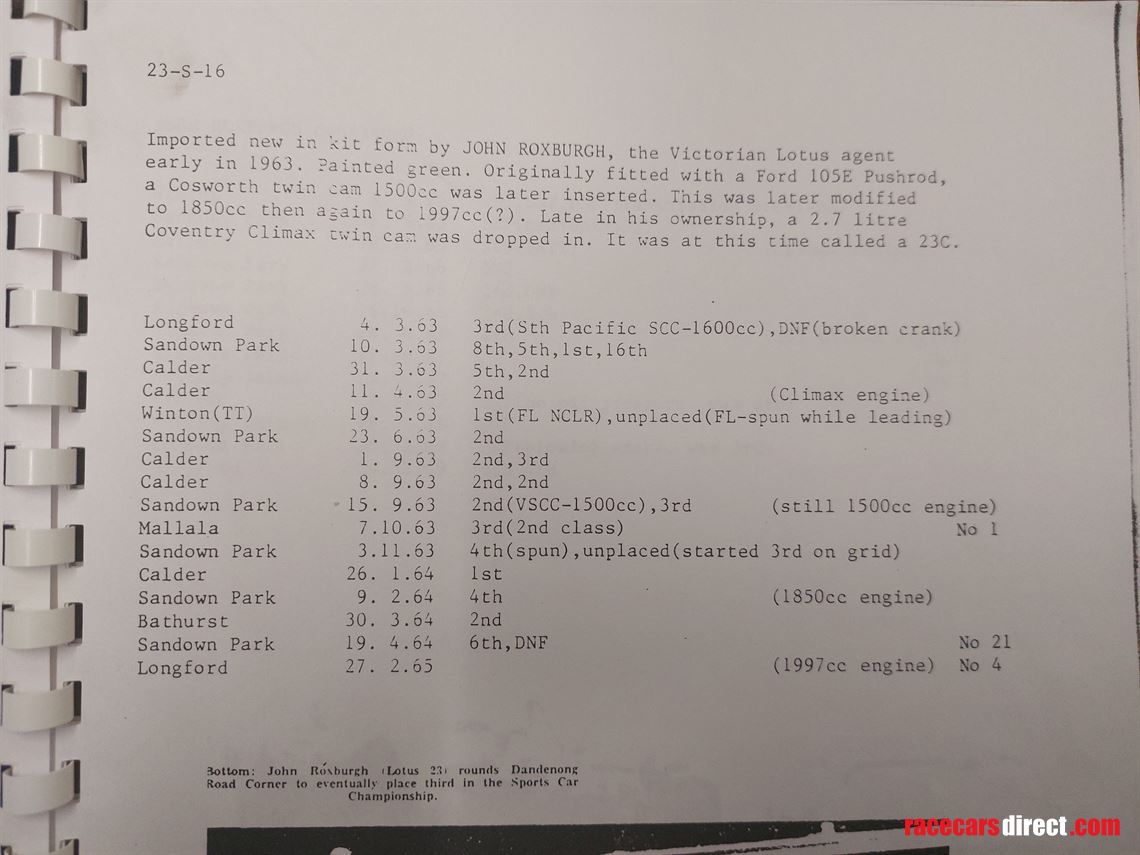 23-S-16
Imported new in kit form by JOHN ROXBURGH, the Victorian Lotus agent
early in 1963. Painted green. Originally fitted with a Ford 105E Pushrod,
a Cosworth twin cam 1500cc was later inserted. This was later modified
to 1850cc then again to 1997cc(?). Late in his ownership, a 2.7 litre
Coventry Climax twin cam was dropped in. It was at this time called a 23C.
Longford 4. 3.63 3rd(Sth Pacific SCC-1600cc),DNF(broken crank)
Sandown Park 10. 3.63 8th,5th,1st,16th
Calder 31. 3.63 5th,2nd
Calder 11. 4.63 2nd (Climax engine)
Winton(TT) 19. 5.63 1st(FL NCLR),unplaced(FL-spun while leading)
Sandown Park 23. 6.63 2nd
Calder 1. 9.63 2nd,3rd
Calder 8. 9.63 2nd,2nd
Sandown Park 15. 9.63 2nd(VSCC-1500cc),3rd (still 1500cc engine)
Mallala 7.10.63 3rd(2nd class) No 1
Sandown Park 3.11.63 4th(spun),unplaced(started 3rd on grid)
Calder 26. 1.64 1st
Sandown Park 9. 2.64 4th (1850cc engine)
Bathurst 30. 3.64 2nd
Sandown Park 19. 4.64 6th,DNF No 21
Longford 27. 2.65 (1997cc engine) No 4
Bottom: John Roxburgh (Lotus 23) rounds Dandenong
Road Corner to eventually place third in the Sports Car
Championship.
racecarsdirect.com